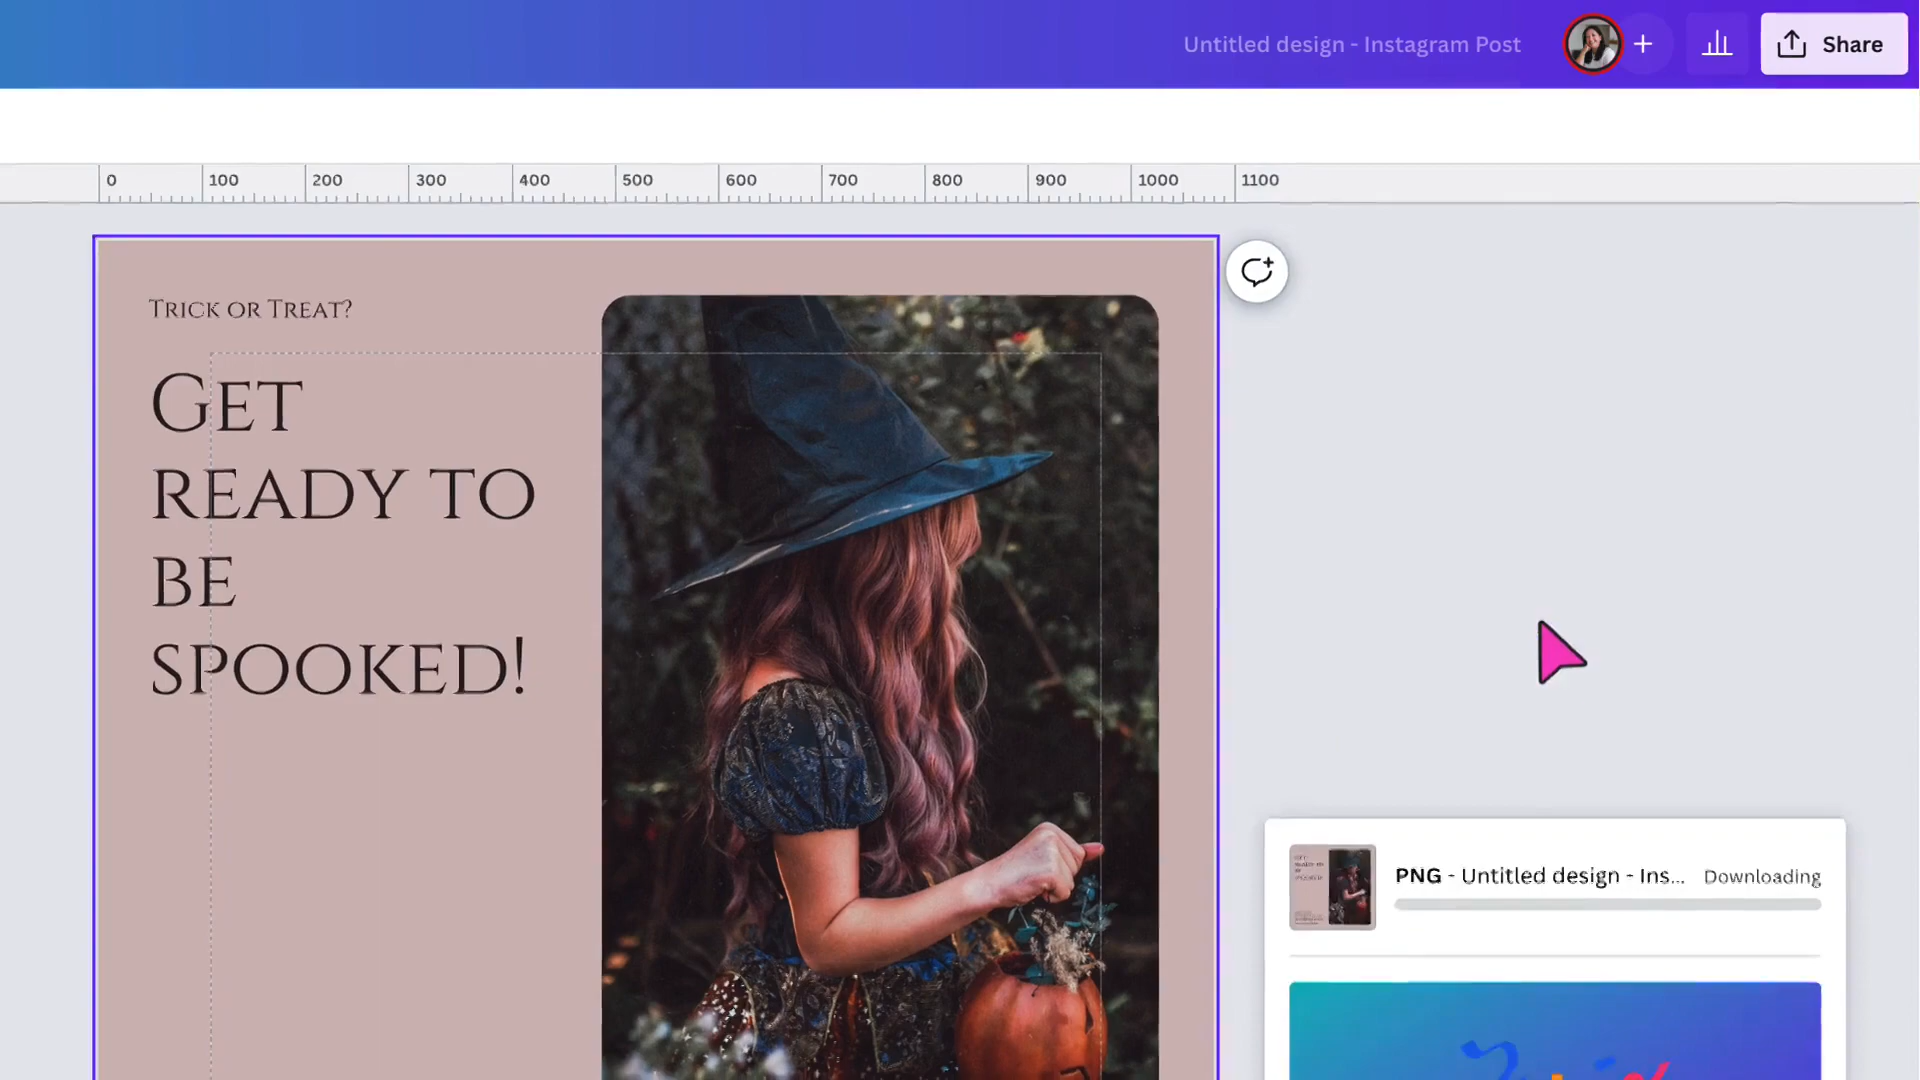 Untitled design - Instagram Post
Share
0 100 200 300 400 500 600 700 800 900 1000 1100
TRICK OR TREAT?
GET
READY TO
BE
SPOOKED!
PNG - Untitled design - Ins... Downloading